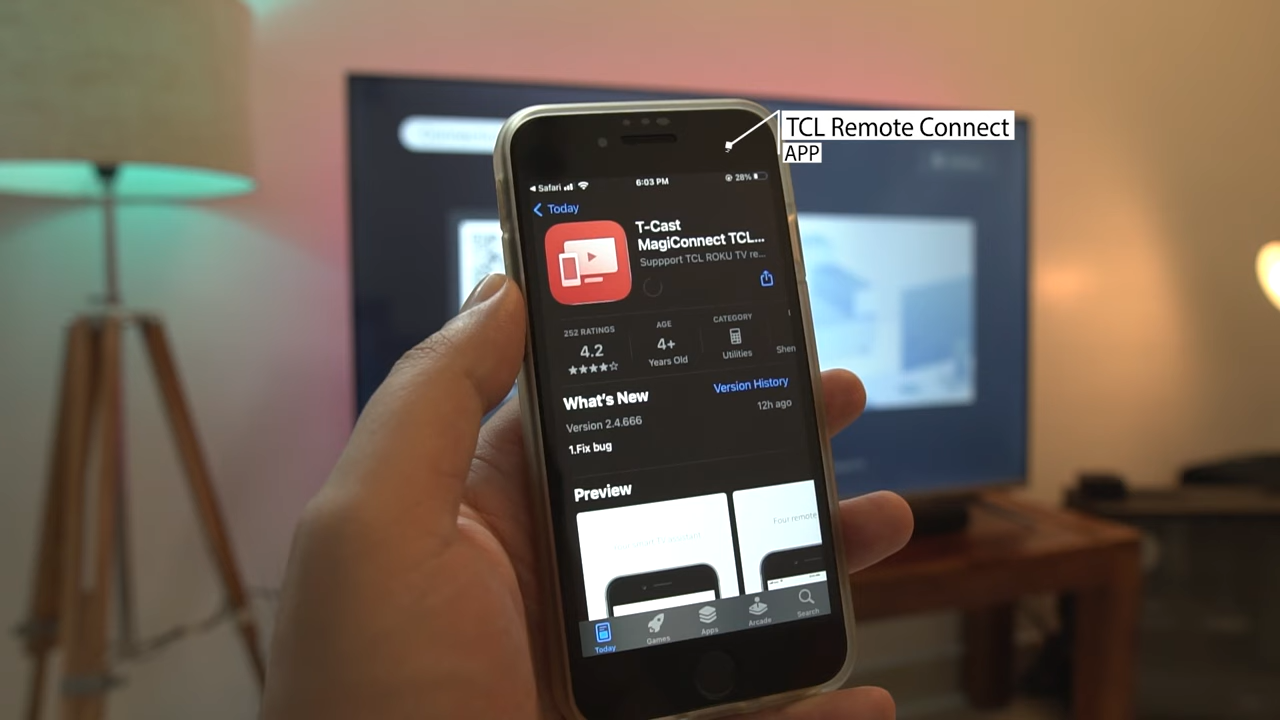 TCL Remote Connect
APP
Safari
6:03 PM
28%
Today
T-Cast
MagiConnect TCL...
Suppport TCL ROKU TV re...
252 RATINGS
4.2
AGE
4+
Years Old
CATEGORY
Utilities
Shen
What's New
Version History
Version 2.4.666
12h ago
1.Fix bug
Preview
Four remote
Today
Games
Apps
Arcade
Search